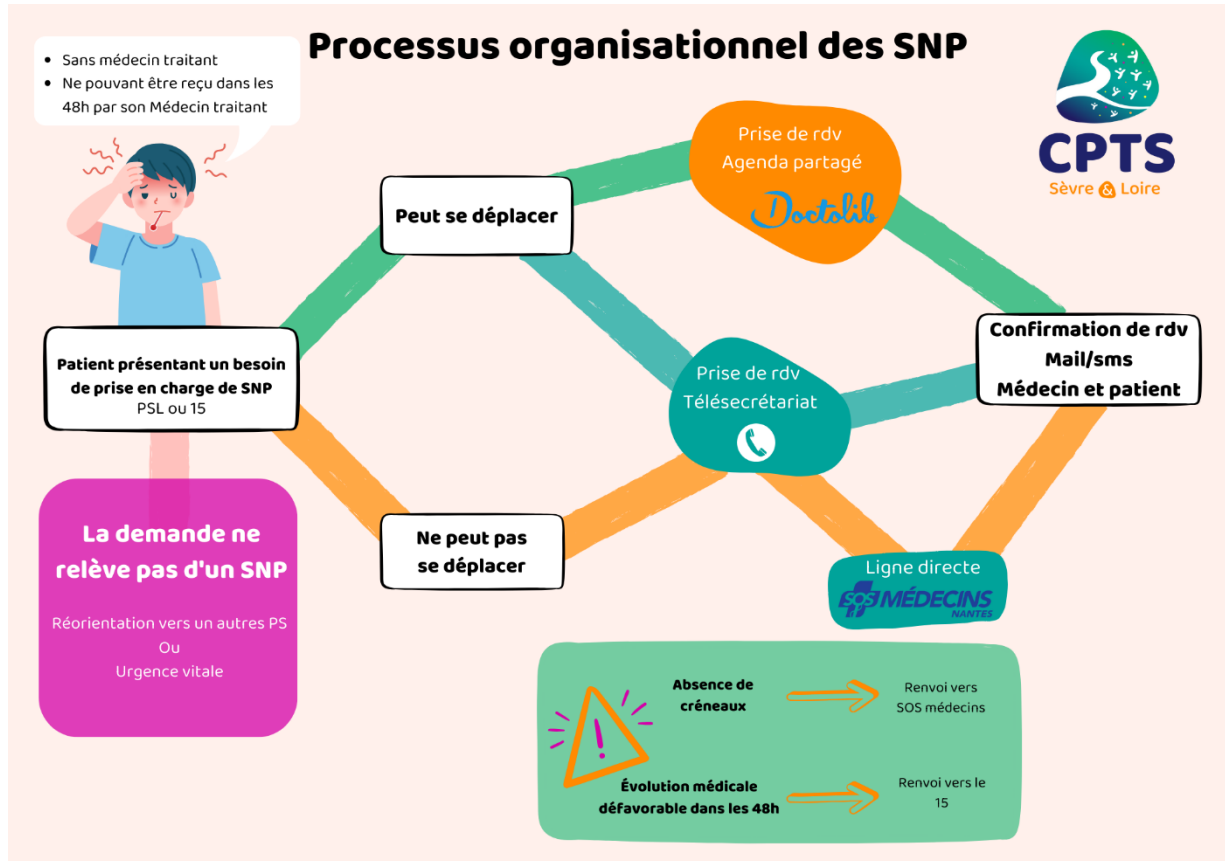 Processus organisationnel des SNP
Sans médecin traitant
Ne pouvant être reçu dans les
48h par son Médecin traitant
CPTS
Sèvre & Loire
Prise de rdv
Agenda partagé
Doctolib
Peut se déplacer
Patient présentant un besoin
de prise en charge de SNP
PSL ou 15
Prise de rdv
Télésecrétariat
Confirmation de rdv
Mail/sms
Médecin et patient
La demande ne
relève pas d'un SNP
Réorientation vers un autres PS
Ou
Urgence vitale
Ne peut pas
se déplacer
Ligne directe
SOS MÉDECINS
NANTES
Absence de
créneaux
Renvoi vers
SOS médecins
Évolution médicale
défavorable dans les 48h
Renvoi vers le
15